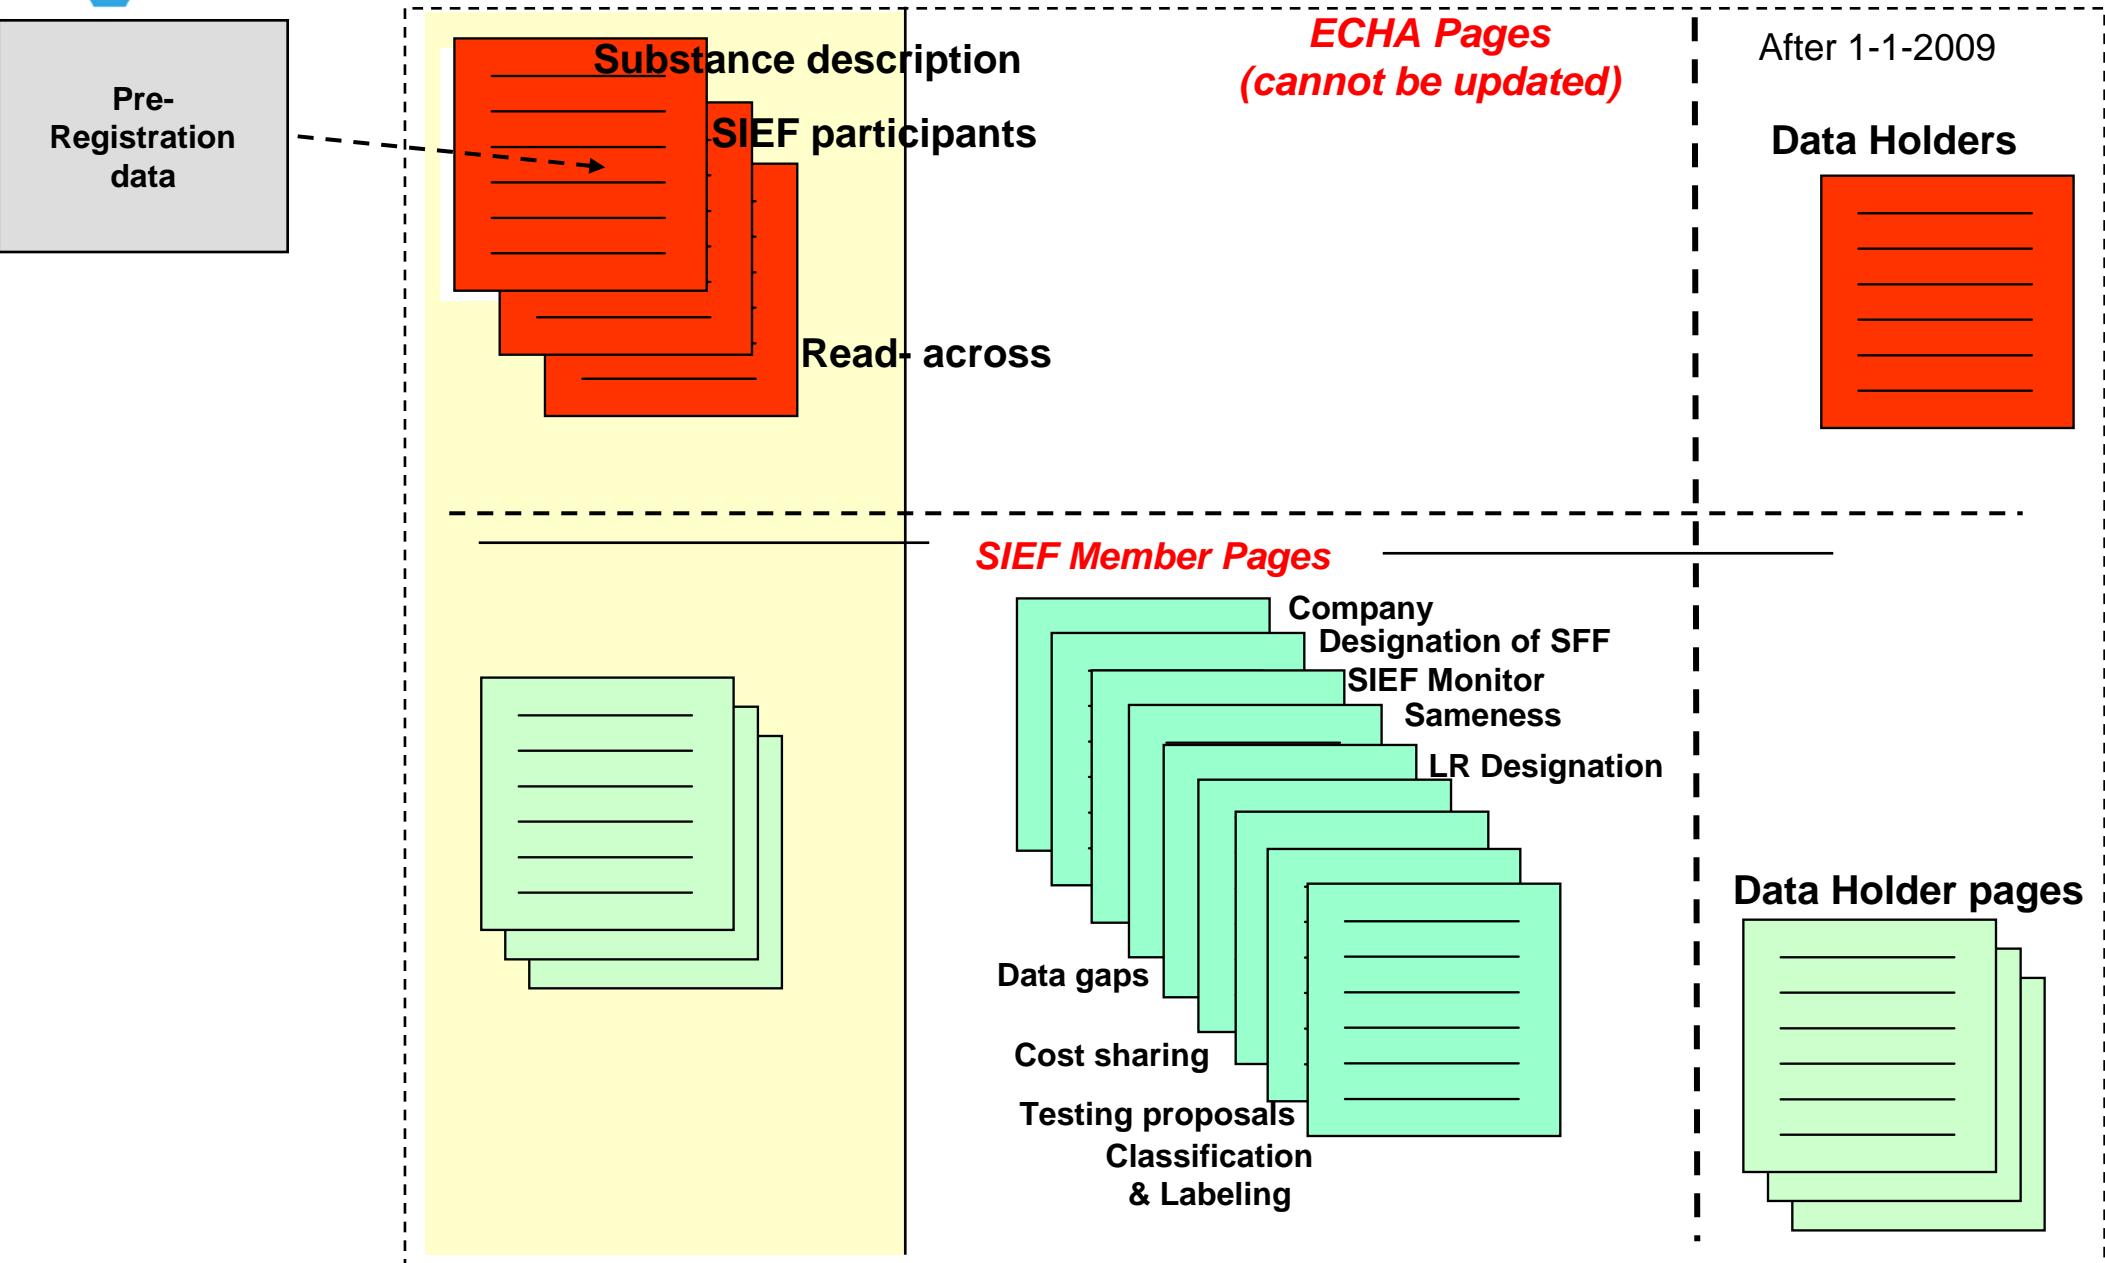 Pre-
Registration
data
Substance description
SIEF participants
Read- across
ECHA Pages
(cannot be updated)
After 1-1-2009
Data Holders
SIEF Member Pages
Company
Designation of SFF
SIEF Monitor
Sameness
LR Designation
Data gaps
Cost sharing
Testing proposals
Classification
& Labeling
Data Holder pages